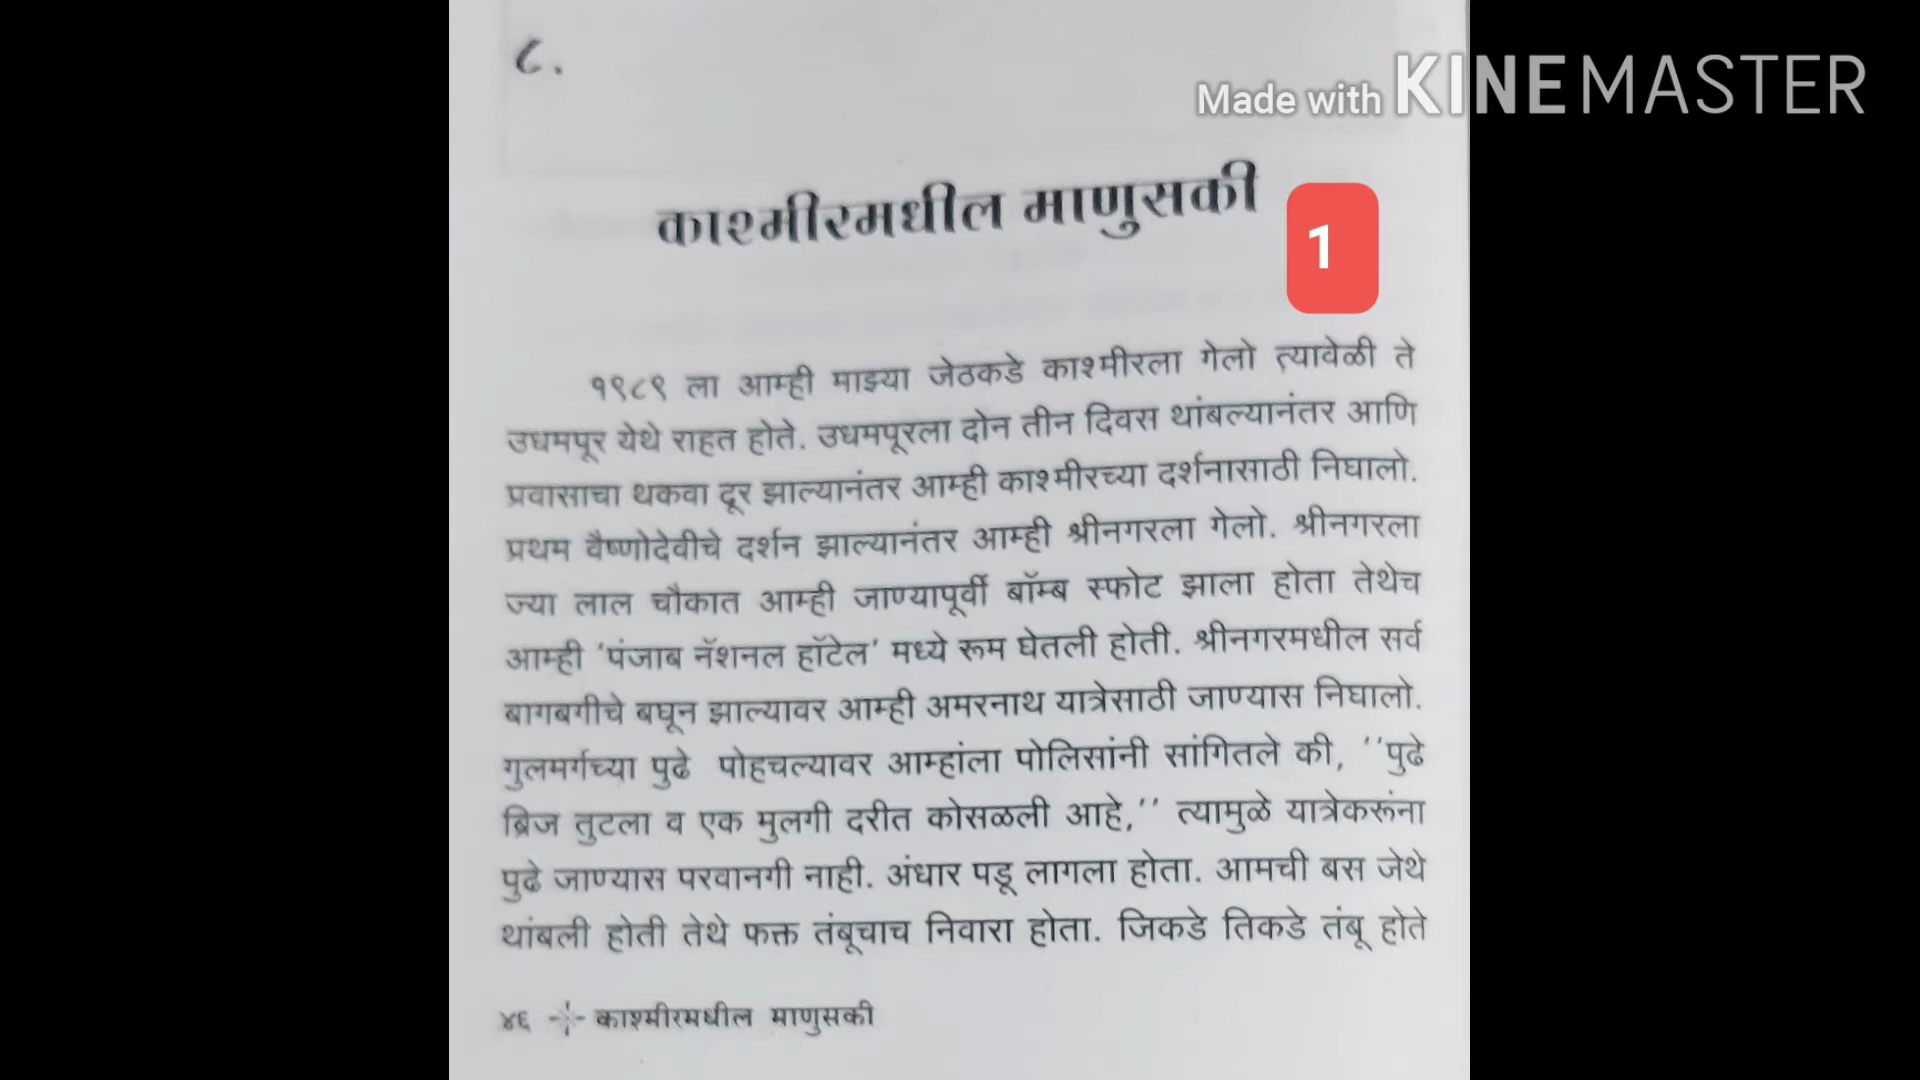 ८.
Made with KINEMASTER
काश्मीरमधील माणुसकी
1
१९८९ ला आम्ही माझ्या जेठकडे काश्मीरला गेलो त्यावेळी ते
उधमपूर येथे राहत होते. उधमपूरला दोन तीन दिवस थांबल्यानंतर आणि
प्रवासाचा थकवा दूर झाल्यानंतर आम्ही काश्मीरच्या दर्शनासाठी निघालो.
प्रथम वैष्णोदेवीचे दर्शन झाल्यानंतर आम्ही श्रीनगरला गेलो. श्रीनगरला
ज्या लाल चौकात आम्ही जाण्यापूर्वी बॉम्ब स्फोट झाला होता तेथेच
आम्ही 'पंजाब नॅशनल हॉटेल' मध्ये रूम घेतली होती. श्रीनगरमधील सर्व
बागबगीचे बघून झाल्यावर आम्ही अमरनाथ यात्रेसाठी जाण्यास निघालो.
गुलमर्गच्या पुढे पोहचल्यावर आम्हांला पोलिसांनी सांगितले की, ''पुढे
ब्रिज तुटला व एक मुलगी दरीत कोसळली आहे,'' त्यामुळे यात्रेकरूंना
पुढे जाण्यास परवानगी नाही. अंधार पडू लागला होता. आमची बस जेथे
थांबली होती तेथे फक्त तंबूचाच निवारा होता. जिकडे तिकडे तंबू होते
४६ -:- काश्मीरमधील माणुसकी